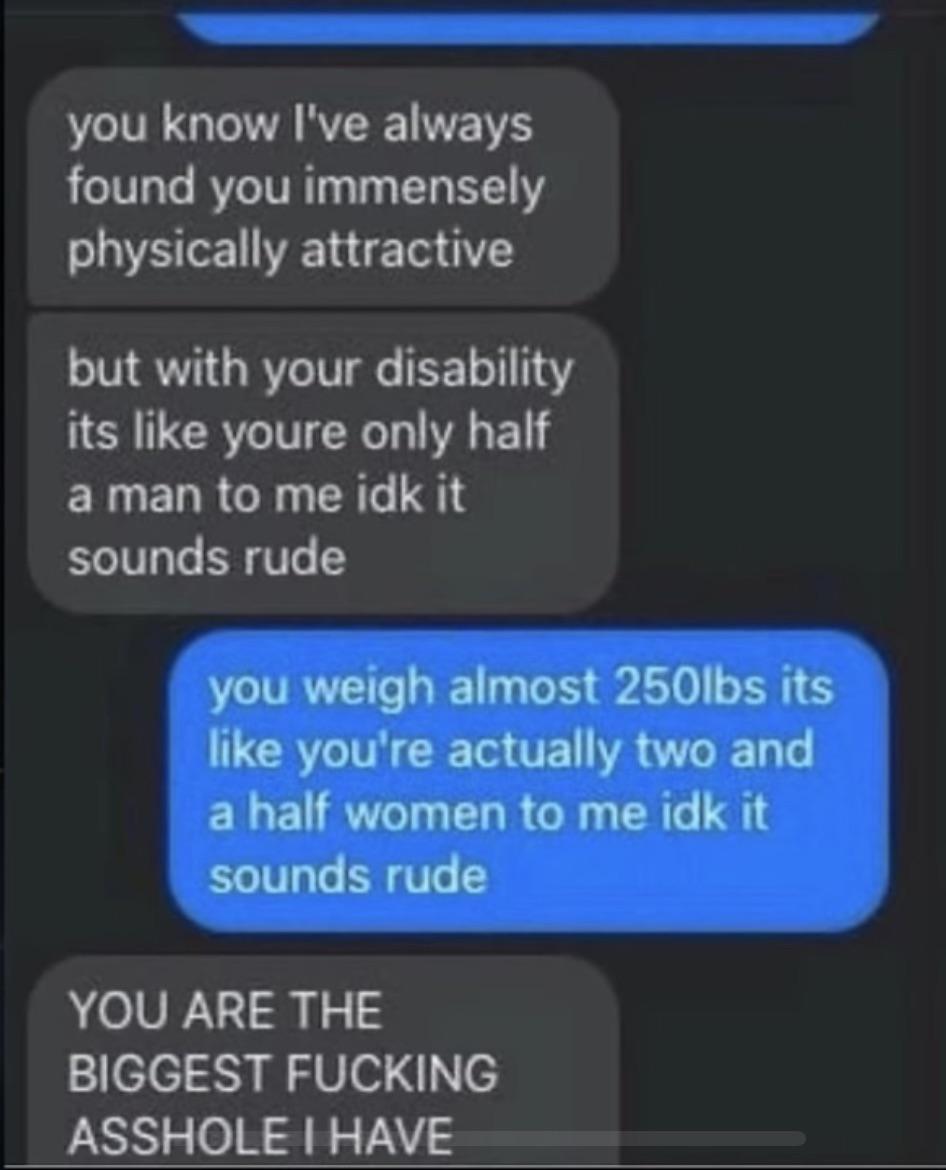 you know I've always
found you immensely
physically attractive
but with your disability
its like youre only half
a man to me idk it
sounds rude
you weigh almost 250lbs its
like you're actually two and
a half women to me idk it
sounds rude
YOU ARE THE
BIGGEST FUCKING
ASSHOLE I HAVE